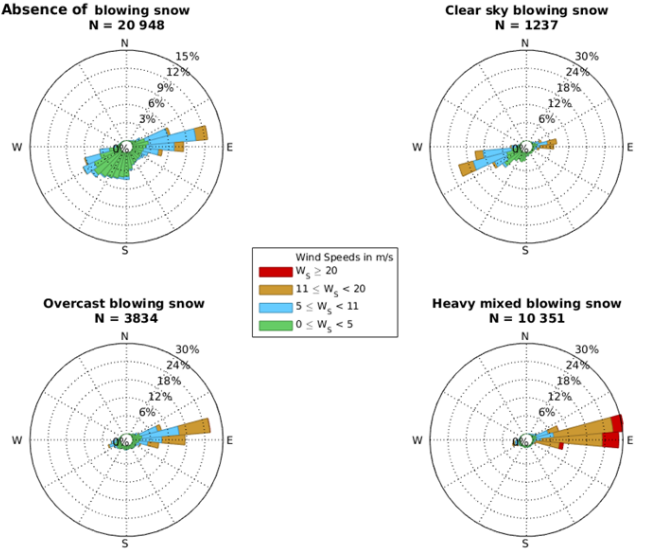 Absence of blowing snow
N = 20 948
N
15%
12%
9%
6%
3%
0%
W
E
S
Clear sky blowing snow
N = 1237
N
30%
24%
18%
12%
6%
0%
W
E
S
Wind Speeds in m/s
W_S ≥ 20
11 ≤ W_S < 20
5 ≤ W_S < 11
0 ≤ W_S < 5
Overcast blowing snow
N = 3834
N
30%
24%
18%
12%
6%
0%
W
E
S
Heavy mixed blowing snow
N = 10 351
N
30%
24%
18%
12%
6%
0%
W
E
S